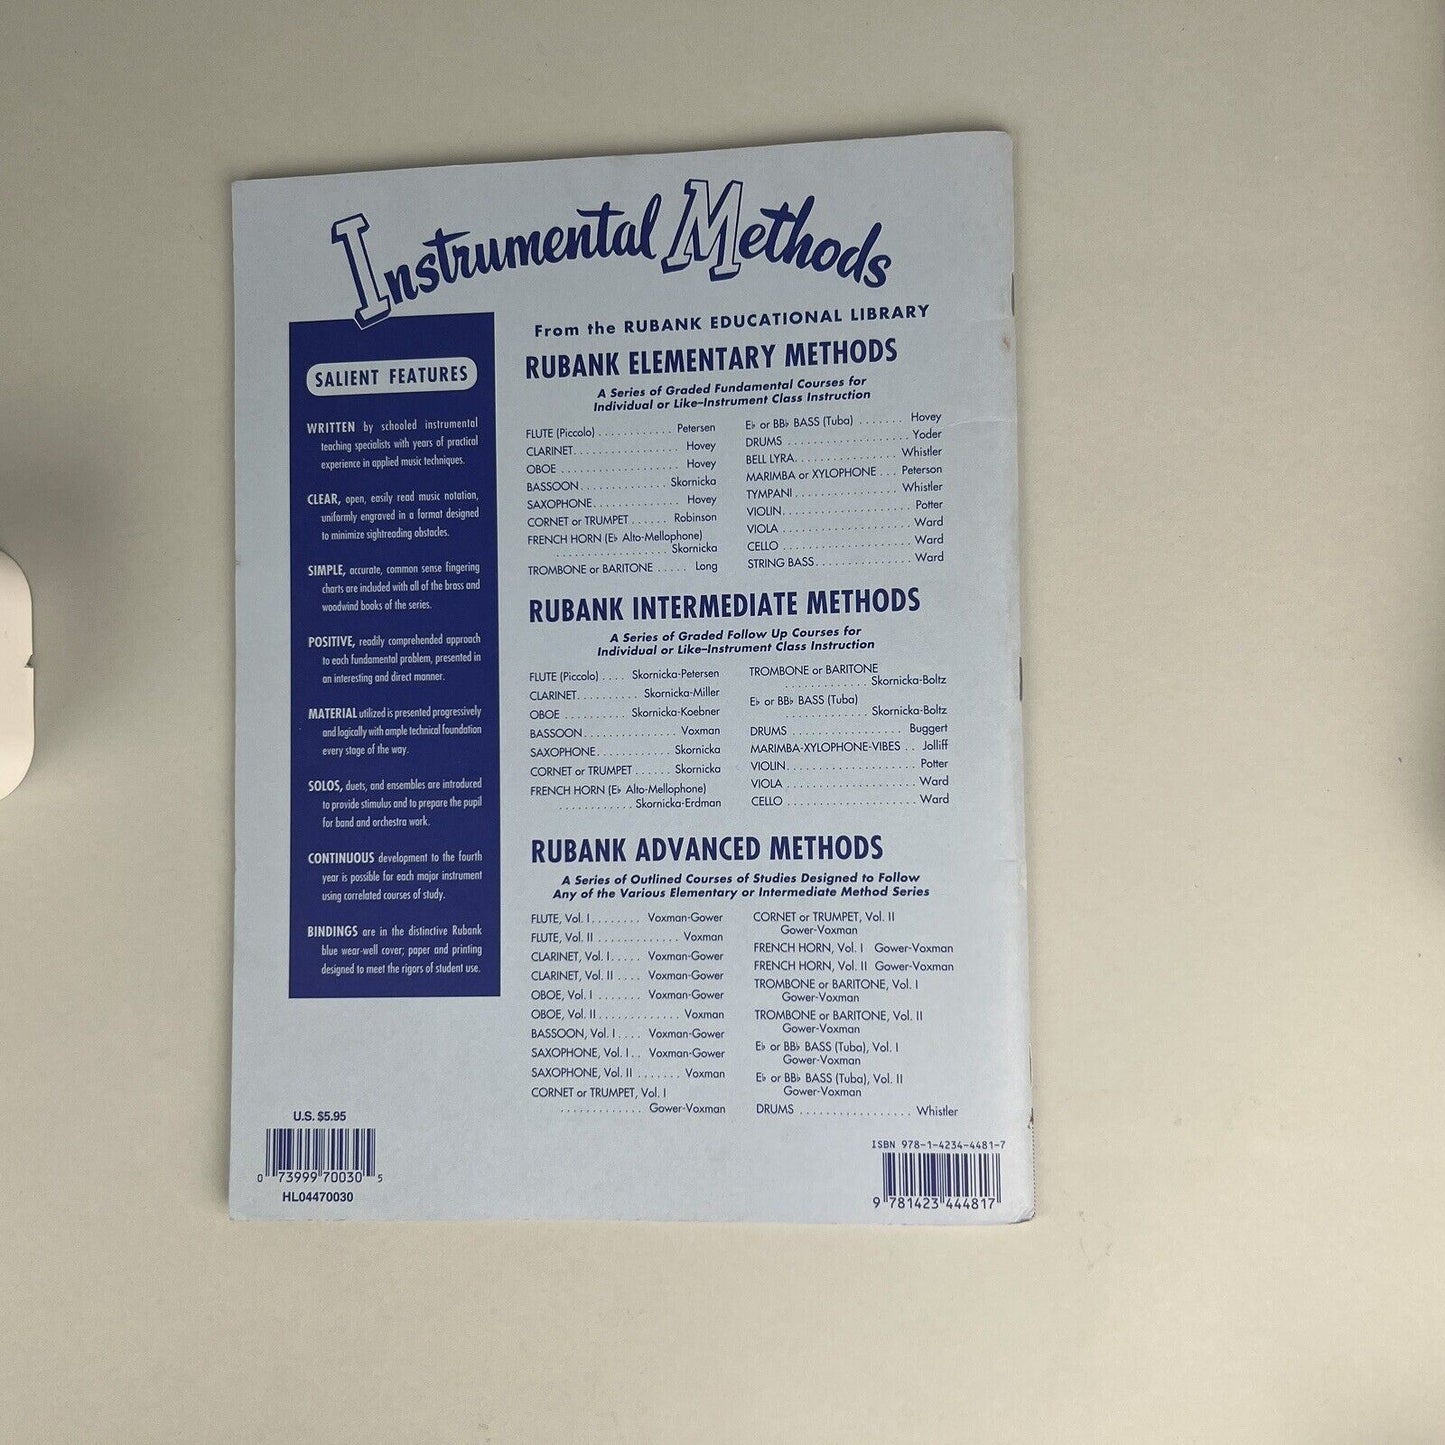 Instrumental Methods
From the RUBANK EDUCATIONAL LIBRARY
SALIENT FEATURES
WRITTEN by schooled instrumental
teaching specialists with years of practical
experience in applied music techniques.
CLEAR, open, easily read music notation,
uniformly engraved in a format designed
to minimize sightreading obstacles.
SIMPLE, accurate, common sense fingering
charts are included with all of the brass and
woodwind books of the series.
POSITIVE, readily comprehended approach
to each fundamental problem, presented in
an interesting and direct manner.
MATERIAL utilized is presented progressively
and logically with ample technical foundation
every stage of the way.
SOLOS, duets, and ensembles are introduced
to provide stimulus and to prepare the pupil
for band and orchestra work.
CONTINUOUS development to the fourth
year is possible for each major instrument
using correlated courses of study.
BINDINGS are in the distinctive Rubank
blue wear-well cover; paper and printing
designed to meet the rigors of student use.
RUBANK ELEMENTARY METHODS
A Series of Graded Fundamental Courses for
Individual or Like-Instrument Class Instruction
FLUTE (Piccolo) . . . . . . . . . . . . Petersen
CLARINET. . . . . . . . . . . . . . . . . Hovey
OBOE . . . . . . . . . . . . . . . . . . . Hovey
BASSOON. . . . . . . . . . . . . . Skornicka
SAXOPHONE. . . . . . . . . . . . . . Hovey
CORNET or TRUMPET . . . . . . Robinson
FRENCH HORN (E♭ Alto-Mellophone)
. . . . . . . . . . . . . . . . . . Skornicka
TROMBONE or BARITONE . . . . . Long
E♭ or BB♭ BASS (Tuba) . . . . . . . Hovey
DRUMS . . . . . . . . . . . . . . . . . . . . Yoder
BELL LYRA. . . . . . . . . . . . . . . . Whistler
MARIMBA or XYLOPHONE . . . Peterson
TYMPANI . . . . . . . . . . . . . . . . Whistler
VIOLIN. . . . . . . . . . . . . . . . . . . . . Potter
VIOLA . . . . . . . . . . . . . . . . . . . . . Ward
CELLO . . . . . . . . . . . . . . . . . . . . . Ward
STRING BASS. . . . . . . . . . . . . . . Ward
RUBANK INTERMEDIATE METHODS
A Series of Graded Follow Up Courses for
Individual or Like-Instrument Class Instruction
FLUTE (Piccolo) . . . . Skornicka-Petersen
CLARINET. . . . . . . . . . Skornicka-Miller
OBOE . . . . . . . . . . Skornicka-Koebner
BASSOON. . . . . . . . . . . . . . . Voxman
SAXOPHONE. . . . . . . . . . . . Skornicka
CORNET or TRUMPET . . . . . . Skornicka
FRENCH HORN (E♭ Alto-Mellophone)
. . . . . . . . . . . . Skornicka-Erdman
TROMBONE or BARITONE
. . . . . . . . . . . . . Skornicka-Boltz
E♭ or BB♭ BASS (Tuba)
. . . . . . . . . . . . . Skornicka-Boltz
DRUMS . . . . . . . . . . . . . . . . . Buggert
MARIMBA-XYLOPHONE-VIBES . . Jolliff
VIOLIN. . . . . . . . . . . . . . . . . . . . Potter
VIOLA . . . . . . . . . . . . . . . . . . . . Ward
CELLO . . . . . . . . . . . . . . . . . . . . Ward
RUBANK ADVANCED METHODS
A Series of Outlined Courses of Studies Designed to Follow
Any of the Various Elementary or Intermediate Method Series
FLUTE, Vol. I. . . . . . . . Voxman-Gower
FLUTE, Vol. II . . . . . . . . . . . . . Voxman
CLARINET, Vol. I. . . . . Voxman-Gower
CLARINET, Vol. II . . . . Voxman-Gower
OBOE, Vol. I . . . . . . . Voxman-Gower
OBOE, Vol. II. . . . . . . . . . . . . Voxman
BASSOON, Vol. I . . . . Voxman-Gower
SAXOPHONE, Vol. I. . Voxman-Gower
SAXOPHONE, Vol. II . . . . . . . Voxman
CORNET or TRUMPET, Vol. I
. . . . . . . . . . . . . Gower-Voxman
CORNET or TRUMPET, Vol. II
Gower-Voxman
FRENCH HORN, Vol. I Gower-Voxman
FRENCH HORN, Vol. II Gower-Voxman
TROMBONE or BARITONE, Vol. I
Gower-Voxman
TROMBONE or BARITONE, Vol. II
Gower-Voxman
E♭ or BB♭ BASS (Tuba), Vol. I
Gower-Voxman
E♭ or BB♭ BASS (Tuba), Vol. II
Gower-Voxman
DRUMS . . . . . . . . . . . . . . . . . Whistler
U.S. $5.95
0 73999 70030 5
HL04470030
ISBN 978-1-4234-4481-7
9 781423 444817